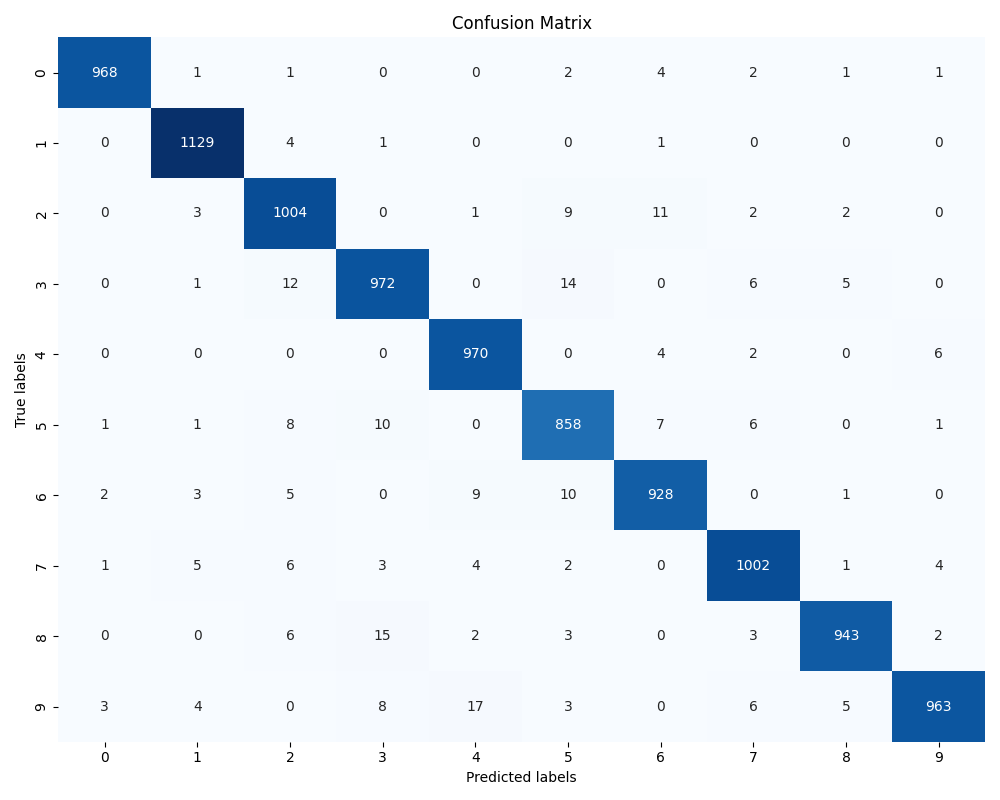 Confusion Matrix
0 968 1 1 0 0 2 4 2 1 1
1 0 1129 4 1 0 0 1 0 0 0
2 0 3 1004 0 1 9 11 2 2 0
3 0 1 12 972 0 14 0 6 5 0
4 0 0 0 0 970 0 4 2 0 6
5 1 1 8 10 0 858 7 6 0 1
6 2 3 5 0 9 10 928 0 1 0
7 1 5 6 3 4 2 0 1002 1 4
8 0 0 6 15 2 3 0 3 943 2
9 3 4 0 8 17 3 0 6 5 963
True labels
0 1 2 3 4 5 6 7 8 9
Predicted labels